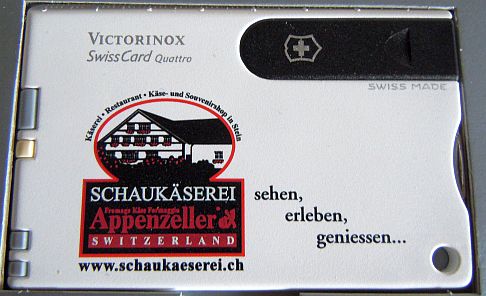 VICTORINOX
SwissCard Quattro
SWISS MADE
Käserei • Restaurant • Käse- und Souvenirshop in Stein
SCHAUKÄSEREI
Fromage Käse Formaggio
Appenzeller
SWITZERLAND
www.schaukaeserei.ch
sehen,
erleben,
geniessen...